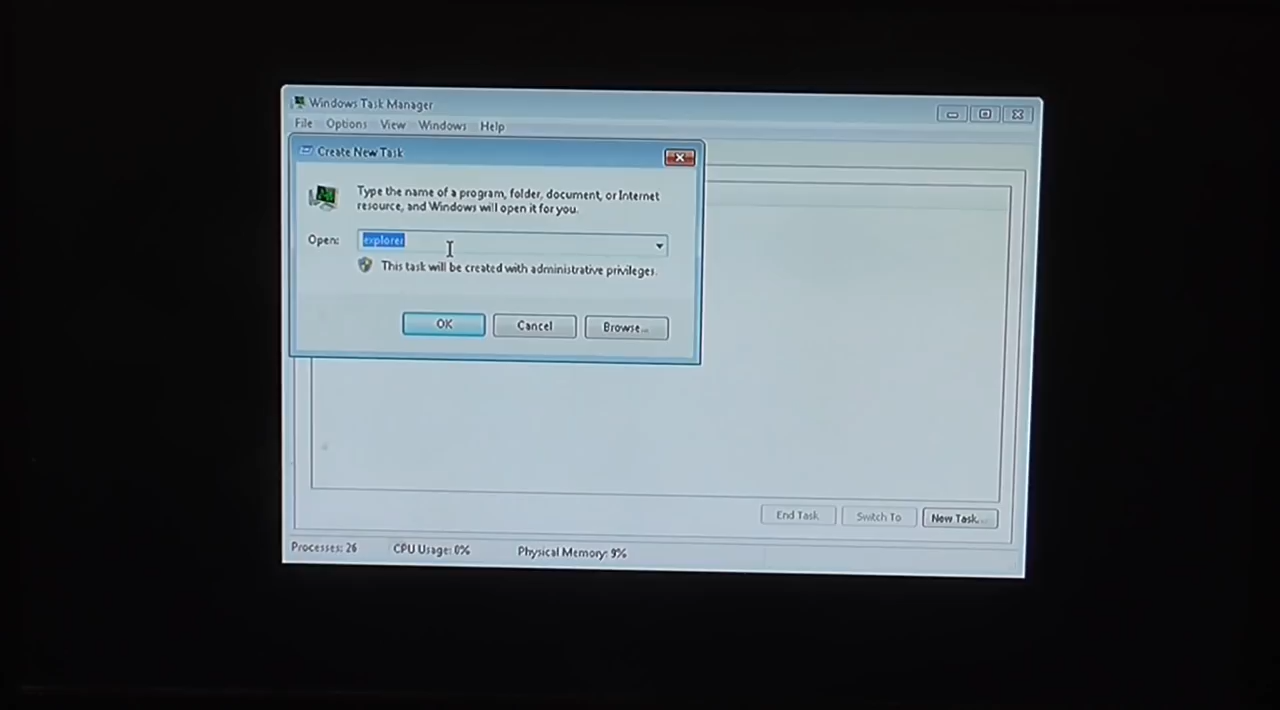 Windows Task Manager
File Options View Windows Help
Create New Task
Type the name of a program, folder, document, or Internet
resource, and Windows will open it for you.
Open: explorer
This task will be created with administrative privileges.
OK Cancel Browse...
End Task Switch To New Task...
Processes: 26 CPU Usage: 0% Physical Memory: 9%